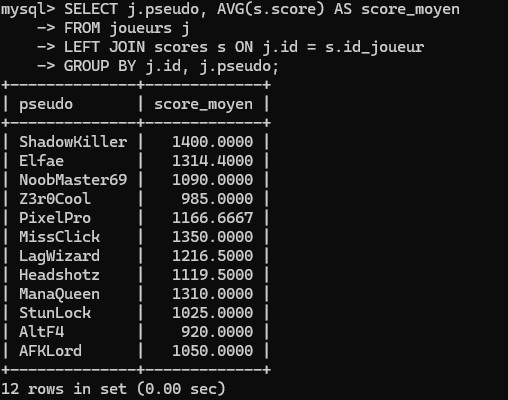 mysql> SELECT j.pseudo, AVG(s.score) AS score_moyen
    -> FROM joueurs j
    -> LEFT JOIN scores s ON j.id = s.id_joueur
    -> GROUP BY j.id, j.pseudo;
+--------------+-------------+
| pseudo       | score_moyen |
+--------------+-------------+
| ShadowKiller |   1400.0000 |
| Elfae        |   1314.4000 |
| NoobMaster69 |   1090.0000 |
| Z3r0Cool     |    985.0000 |
| PixelPro     |   1166.6667 |
| MissClick    |   1350.0000 |
| LagWizard    |   1216.5000 |
| Headshotz    |   1119.5000 |
| ManaQueen    |   1310.0000 |
| StunLock     |   1025.0000 |
| AltF4        |    920.0000 |
| AFKLord      |   1050.0000 |
+--------------+-------------+
12 rows in set (0.00 sec)